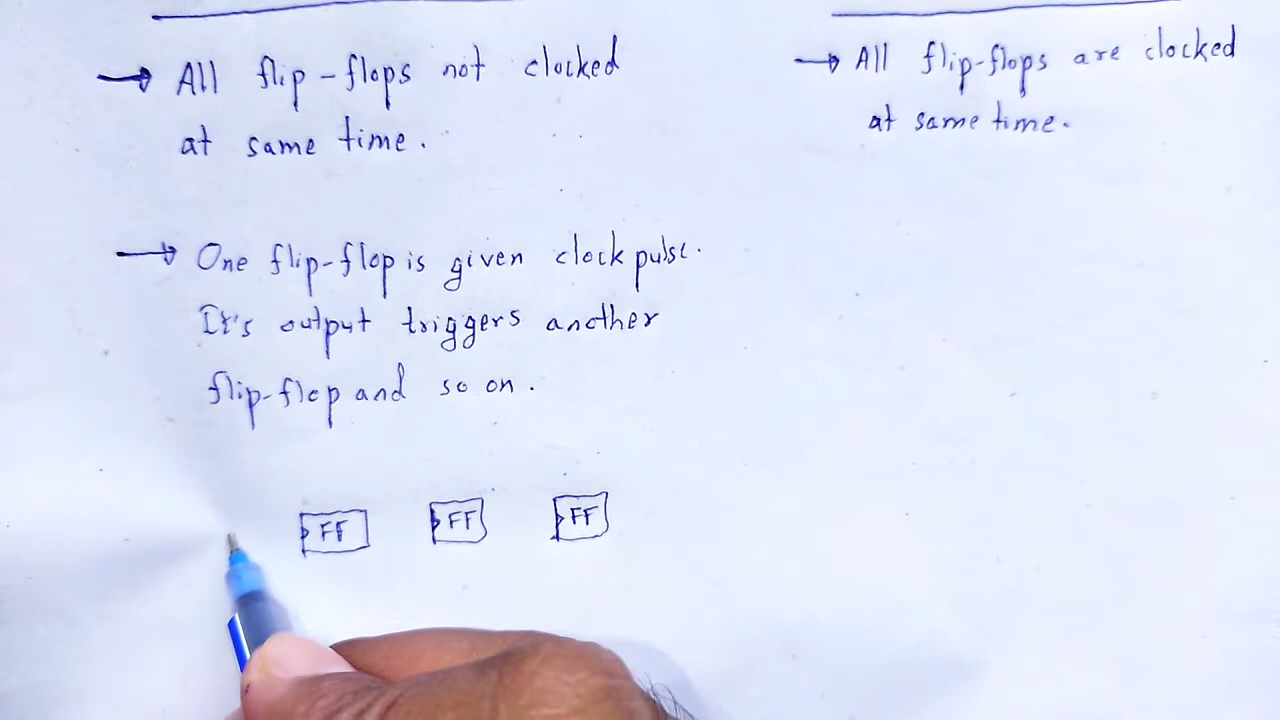 → All flip-flops not clocked
at same time.
→ One flip-flop is given clock pulse.
It's output triggers another
flip-flop and so on.
FF FF FF
→ All flip-flops are clocked
at same time.